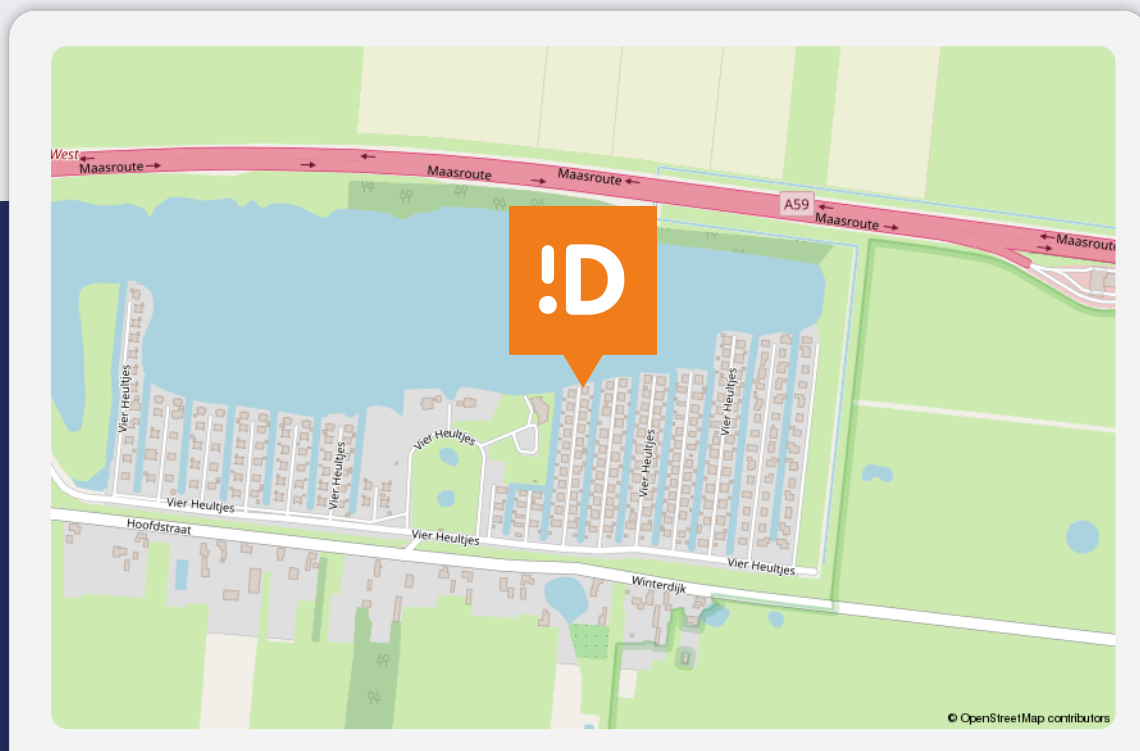 West
Maasroute
Maasroute
Maasroute
A59
Maasroute
Maasroute
!D
Vier Heultjes
Vier Heultjes
Vier Heultjes
Vier Heultjes
Vier Heultjes
Vier Heultjes
Hoofdstraat
Vier Heultjes
Vier Heultjes
Winterdijk
© OpenStreetMap contributors